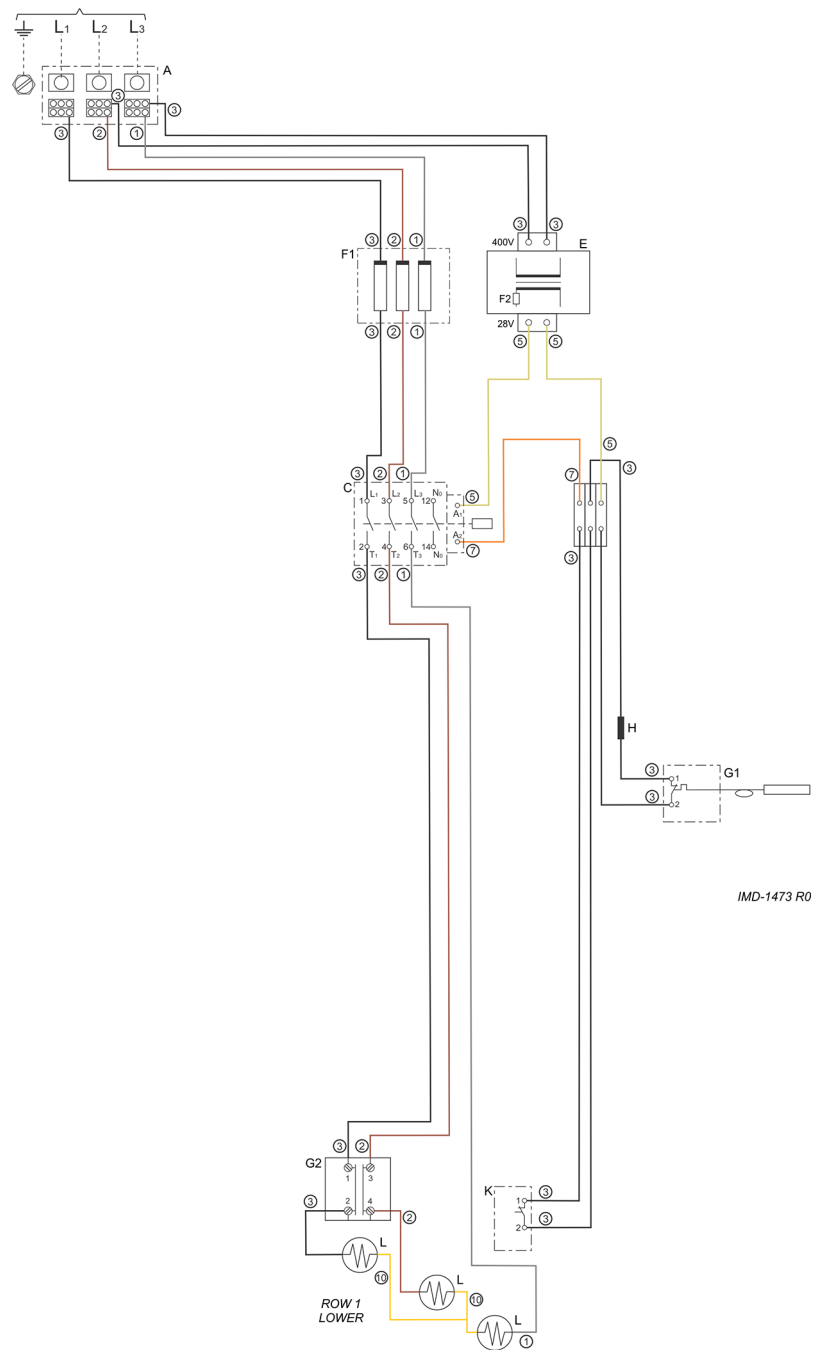 L1 L2 L3
A
3
3
3 2 1
3 2 1
F1
3 2 1
3 3
400V
E
F2
28V
5 5
5
3
7
3 2 1
C
L1 L2 L3 N0
1 3 5 12
5
A1
A2
2 4 6 14
T1 T2 T3 N0
7
3
3 2 1
H
3
1
G1
3
2
IMD-1473 R0
3 2
G2
1 3
2 4
3
2
K
1
3
2
3
L
10
L
10
L
1
ROW 1
LOWER